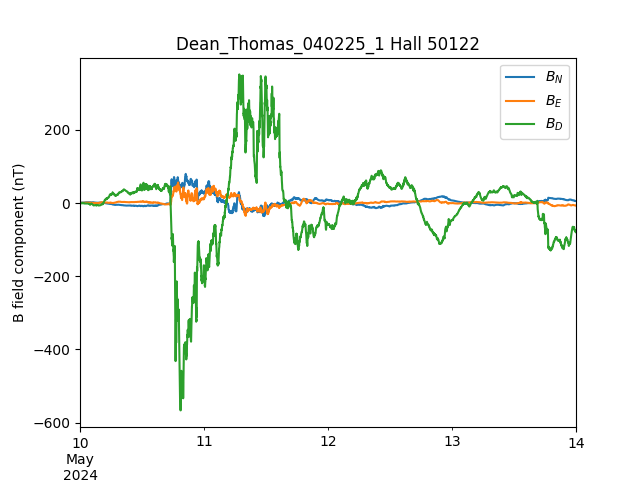 Dean_Thomas_040225_1 Hall 50122
B_N
B_E
B_D
B field component (nT)
200
0
−200
−400
−600
10
11
12
13
14
May
2024